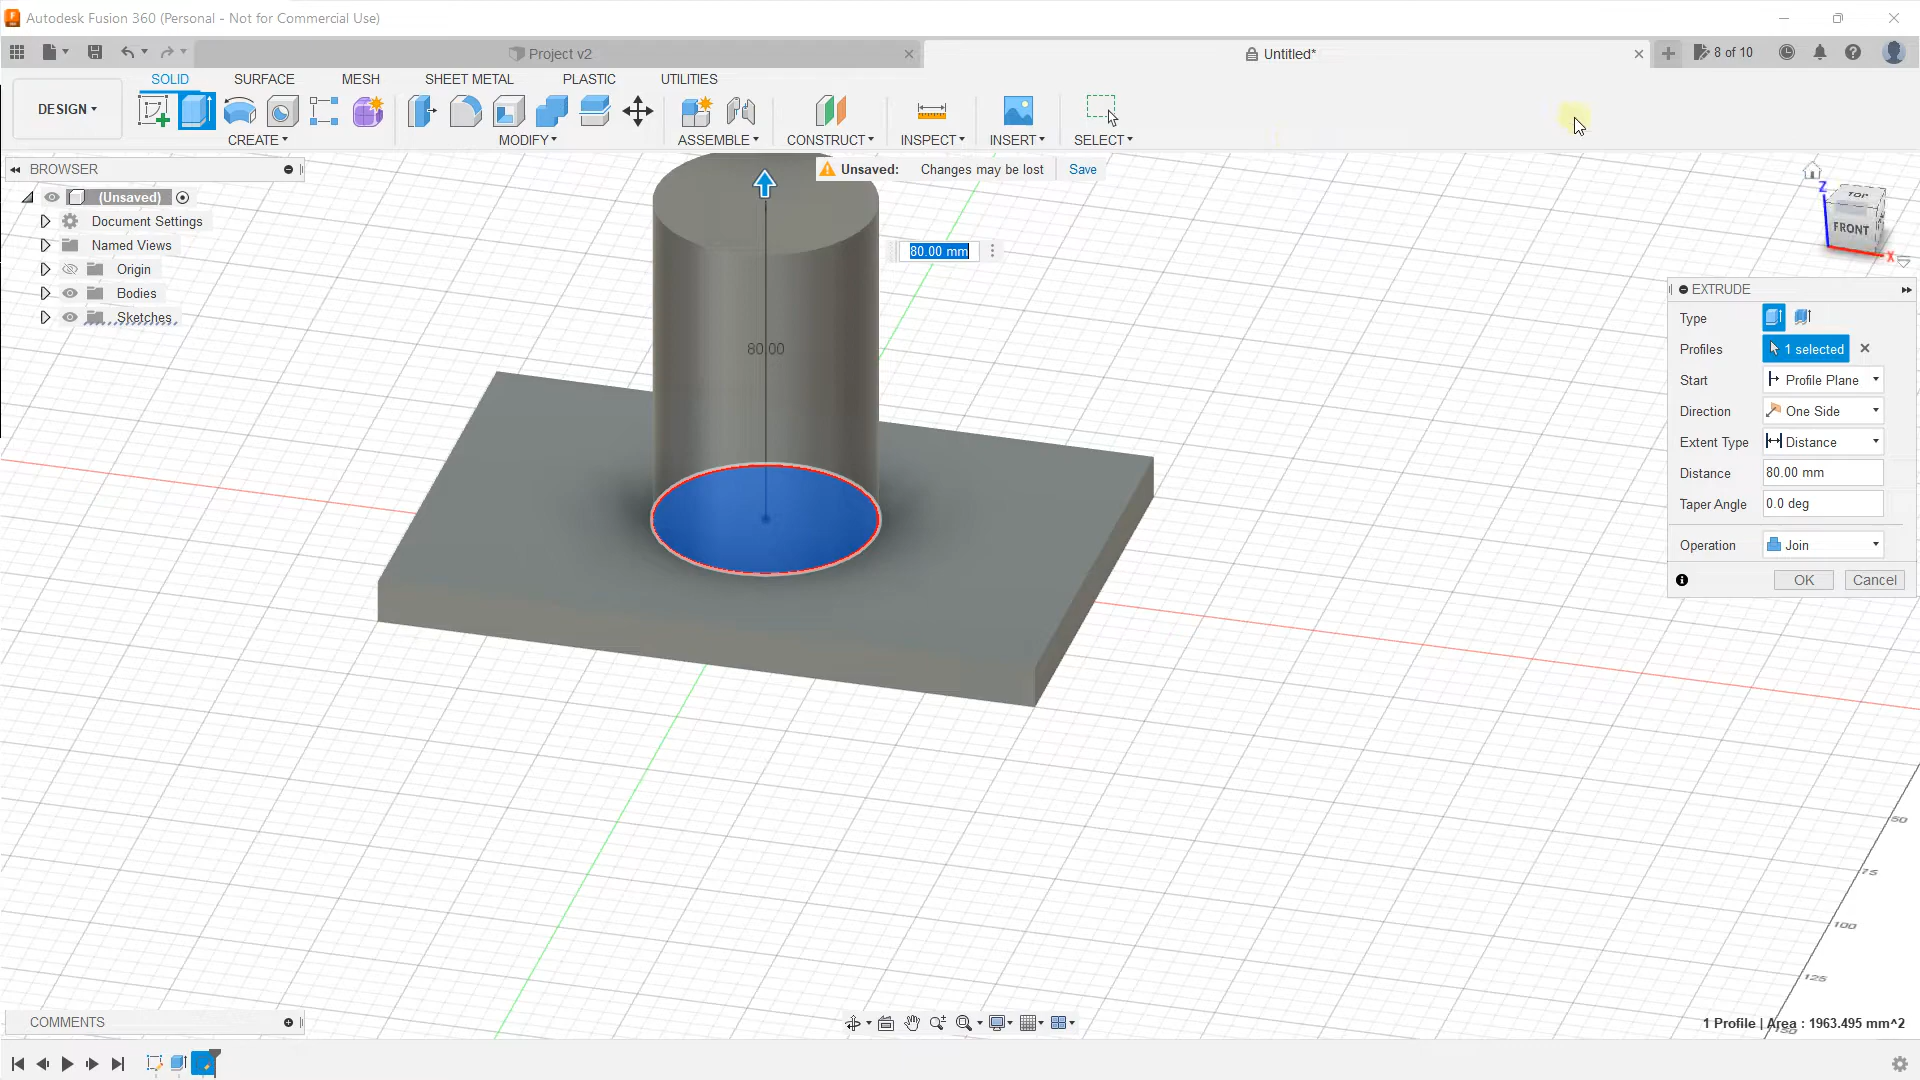 Autodesk Fusion 360 (Personal - Not for Commercial Use)
Project v2
Untitled*
8 of 10
SOLID
SURFACE
MESH
SHEET METAL
PLASTIC
UTILITIES
DESIGN
CREATE
MODIFY
ASSEMBLE
CONSTRUCT
INSPECT
INSERT
SELECT
BROWSER
Unsaved: Changes may be lost Save
(Unsaved)
Document Settings
Named Views
Origin
Bodies
Sketches
80.00 mm
80.00
TOP
FRONT
Z
X
EXTRUDE
Type
Profiles 1 selected
Start Profile Plane
Direction One Side
Extent Type Distance
Distance 80.00 mm
Taper Angle 0.0 deg
Operation Join
OK Cancel
50
75
100
125
COMMENTS
1 Profile | Area : 1963.495 mm^2